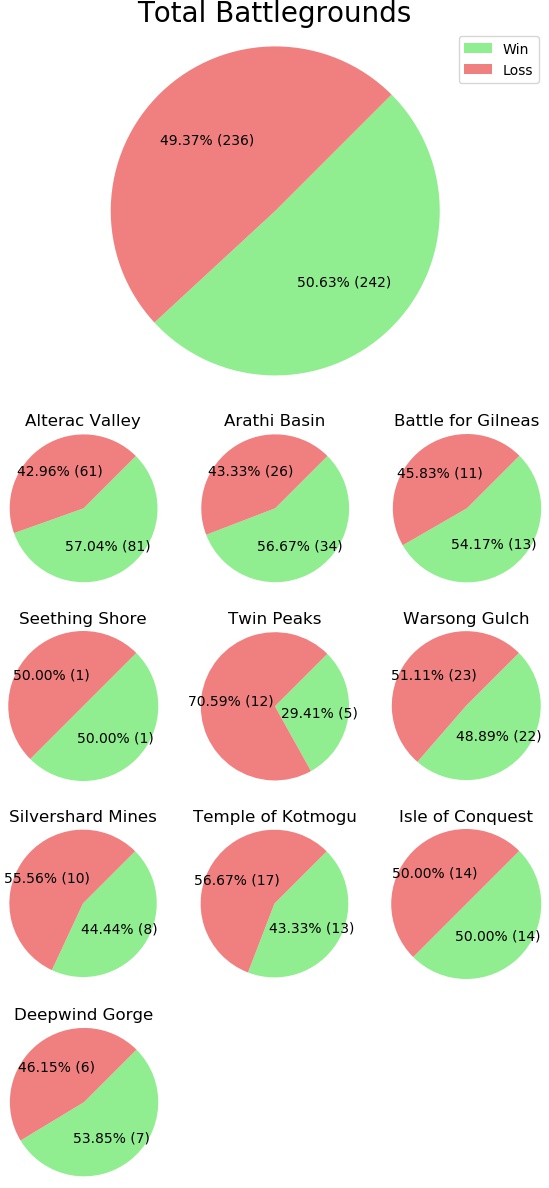 Total Battlegrounds
Win
Loss
49.37% (236)
50.63% (242)
Alterac Valley
42.96% (61)
57.04% (81)
Arathi Basin
43.33% (26)
56.67% (34)
Battle for Gilneas
45.83% (11)
54.17% (13)
Seething Shore
50.00% (1)
50.00% (1)
Twin Peaks
70.59% (12)
29.41% (5)
Warsong Gulch
51.11% (23)
48.89% (22)
Silvershard Mines
55.56% (10)
44.44% (8)
Temple of Kotmogu
56.67% (17)
43.33% (13)
Isle of Conquest
50.00% (14)
50.00% (14)
Deepwind Gorge
46.15% (6)
53.85% (7)